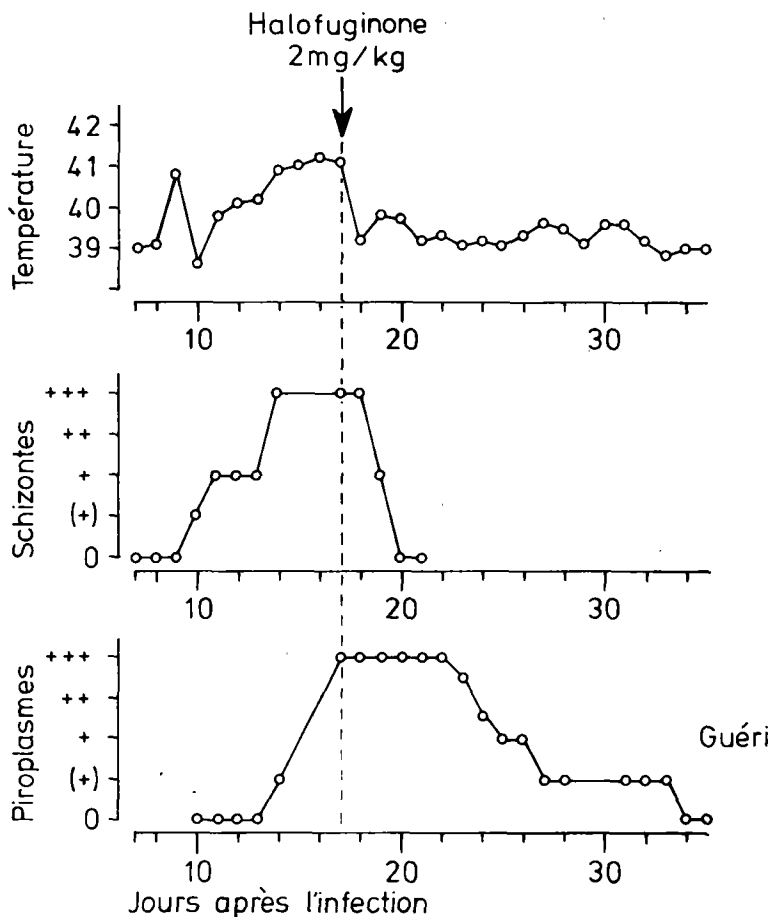 Halofuginone
2mg/kg
Température
42
41
40
39
10 20 30
Schizontes
+++
++
+
(+)
0
10 20 30
Piroplasmes
+++
++
+
(+)
0
Guéri
10 20 30
Jours après l'infection